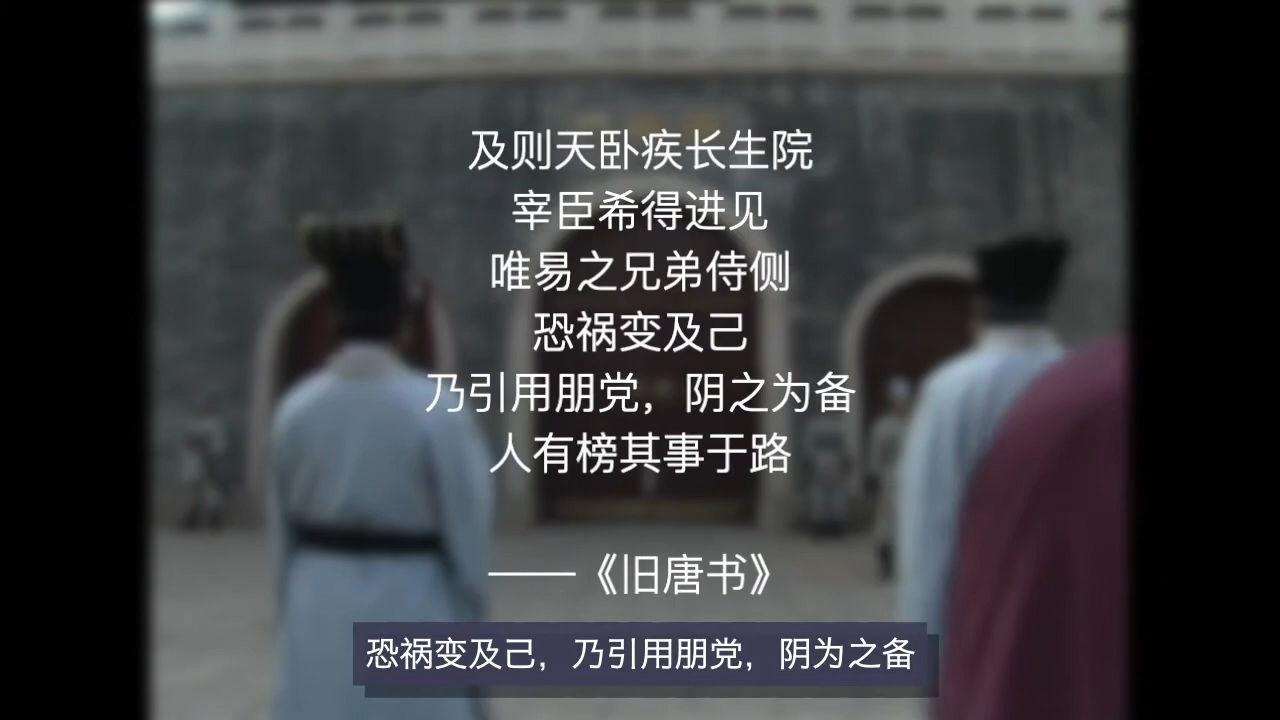 及则天卧疾长生院
宰臣希得进见
唯易之兄弟侍侧
恐祸变及己
乃引用朋党，阴之为备
人有榜其事于路
——《旧唐书》
恐祸变及己，乃引用朋党，阴为之备